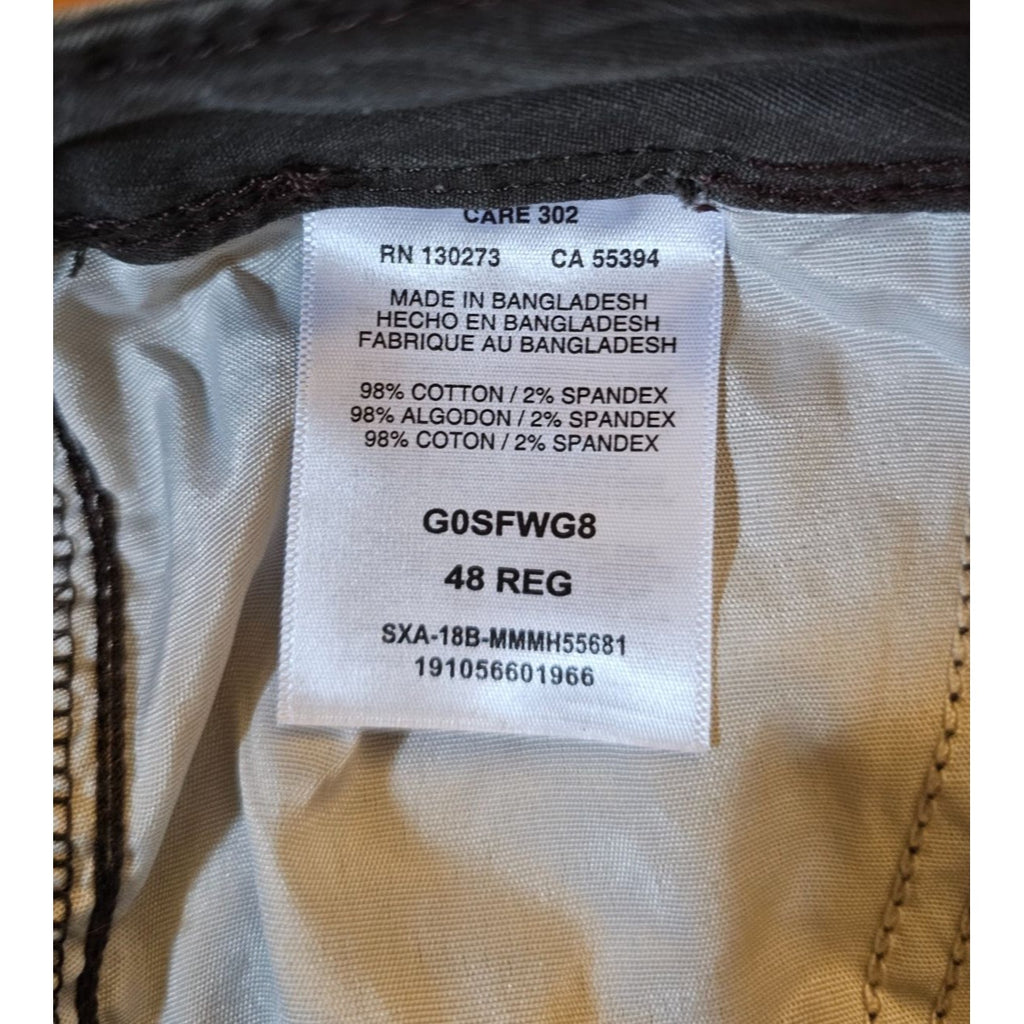 CARE 302
RN 130273 CA 55394
MADE IN BANGLADESH
HECHO EN BANGLADESH
FABRIQUE AU BANGLADESH
98% COTTON / 2% SPANDEX
98% ALGODON / 2% SPANDEX
98% COTON / 2% SPANDEX
G0SFWG8
48 REG
SXA-18B-MMMH55681
191056601966